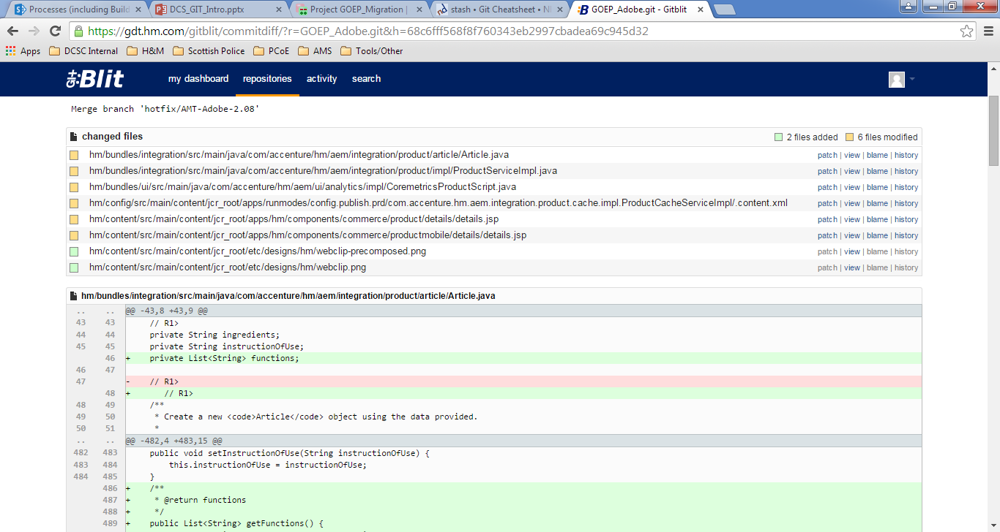 Processes (including Build
DCS_GIT_Intro.pptx
Project GOEP_Migration |
stash • Git Cheatsheet • N
GOEP_Adobe.git - Gitblit
https://gdt.hm.com/gitblit/commitdiff/?r=GOEP_Adobe.git&h=68c6fff568f8f760343eb2997cbadea69c945d32
Apps DCSC Internal H&M Scottish Police PCoE AMS Tools/Other
git:Blit my dashboard repositories activity search
Merge branch 'hotfix/AMT-Adobe-2.08'
changed files 2 files added 6 files modified
hm/bundles/integration/src/main/java/com/accenture/hm/aem/integration/product/article/Article.java patch | view | blame | history
hm/bundles/integration/src/main/java/com/accenture/hm/aem/integration/product/impl/ProductServiceImpl.java patch | view | blame | history
hm/bundles/ui/src/main/java/com/accenture/hm/aem/ui/analytics/impl/CoremetricsProductScript.java patch | view | blame | history
hm/config/src/main/content/jcr_root/apps/runmodes/config.publish.prd/com.accenture.hm.aem.integration.product.cache.impl.ProductCacheServiceImpl/.content.xml patch | view | blame | history
hm/content/src/main/content/jcr_root/apps/hm/components/commerce/product/details/details.jsp patch | view | blame | history
hm/content/src/main/content/jcr_root/apps/hm/components/commerce/productmobile/details/details.jsp patch | view | blame | history
hm/content/src/main/content/jcr_root/etc/designs/hm/webclip-precomposed.png patch | view | blame | history
hm/content/src/main/content/jcr_root/etc/designs/hm/webclip.png patch | view | blame | history
hm/bundles/integration/src/main/java/com/accenture/hm/aem/integration/product/article/Article.java
.. .. @@ -43,8 +43,9 @@
43 43 // R1>
44 44 private String ingredients;
45 45 private String instructionOfUse;
46 + private List<String> functions;
46 47
47 - // R1>
48 + // R1>
48 49 /**
49 50 * Create a new <code>Article</code> object using the data provided.
50 51 *
.. .. @@ -482,4 +483,15 @@
482 483 public void setInstructionOfUse(String instructionOfUse) {
483 484 this.instructionOfUse = instructionOfUse;
484 485 }
486 + /**
487 + * @return functions
488 + */
489 + public List<String> getFunctions() {